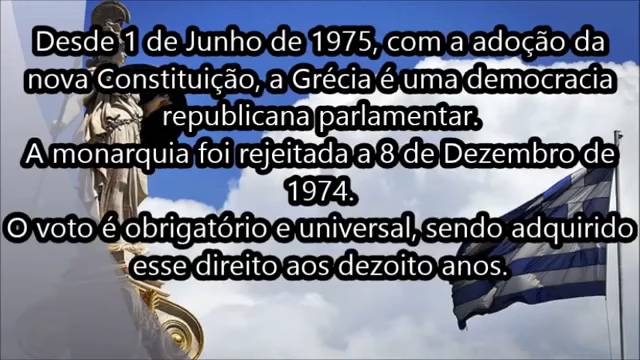 Desde 1 de Junho de 1975, com a adoção da
nova Constituição, a Grécia é uma democracia
republicana parlamentar.
A monarquia foi rejeitada a 8 de Dezembro de
1974.
O voto é obrigatório e universal, sendo adquirido
esse direito aos dezoito anos.